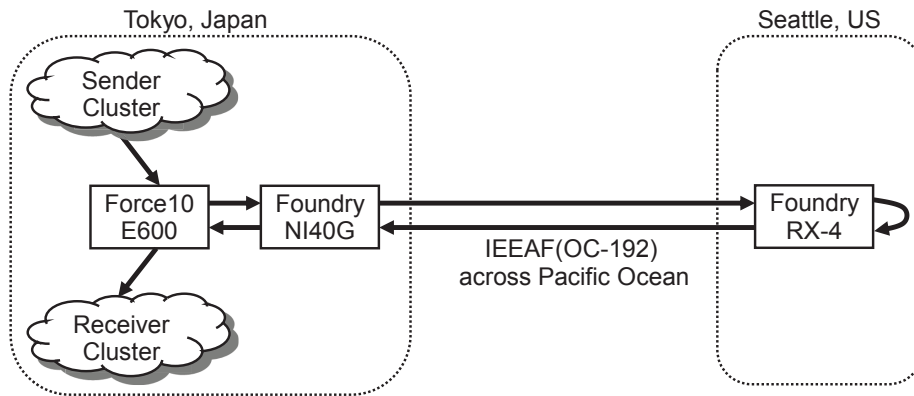 Tokyo, Japan
Seattle, US
Sender
Cluster
Force10
E600
Foundry
NI40G
Foundry
RX-4
IEEAF(OC-192)
across Pacific Ocean
Receiver
Cluster